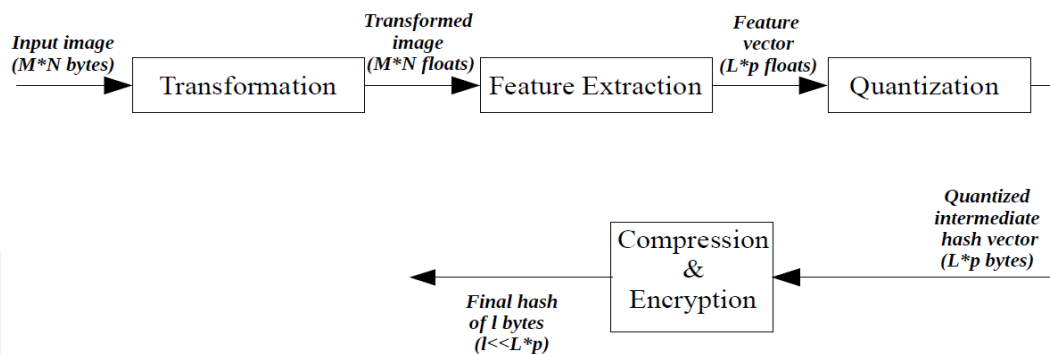 Input image
(M*N bytes)
Transformation
Transformed
image
(M*N floats)
Feature Extraction
Feature
vector
(L*p floats)
Quantization
Quantized
intermediate
hash vector
(L*p bytes)
Compression
&
Encryption
Final hash
of l bytes
(l<<L*p)